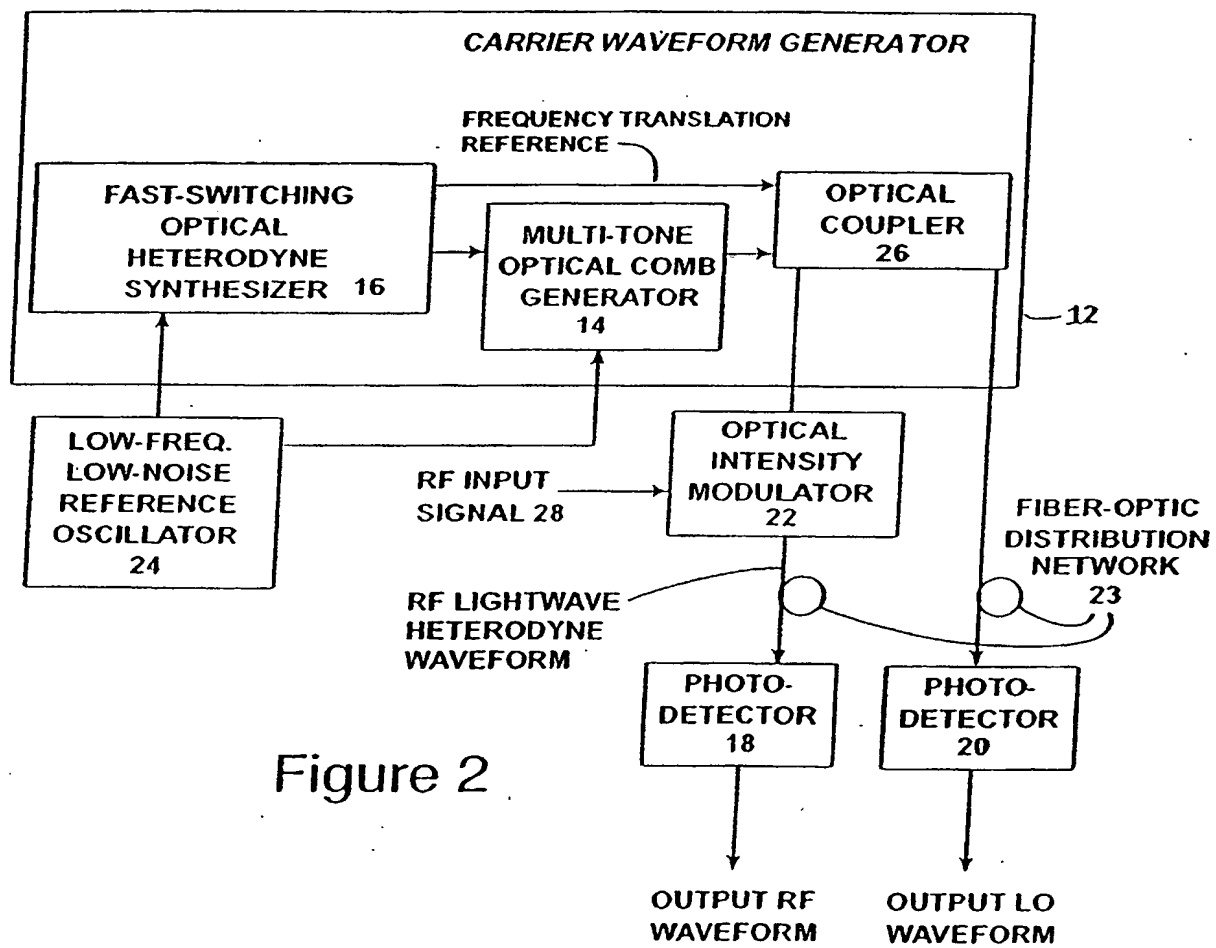 CARRIER WAVEFORM GENERATOR
FREQUENCY TRANSLATION
REFERENCE
FAST-SWITCHING
OPTICAL
HETERODYNE
SYNTHESIZER 16
MULTI-TONE
OPTICAL COMB
GENERATOR
14
OPTICAL
COUPLER
26
12
LOW-FREQ.
LOW-NOISE
REFERENCE
OSCILLATOR
24
RF INPUT
SIGNAL 28
OPTICAL
INTENSITY
MODULATOR
22
FIBER-OPTIC
DISTRIBUTION
NETWORK
23
RF LIGHTWAVE
HETERODYNE
WAVEFORM
PHOTO-
DETECTOR
18
PHOTO-
DETECTOR
20
Figure 2
OUTPUT RF
WAVEFORM
OUTPUT LO
WAVEFORM